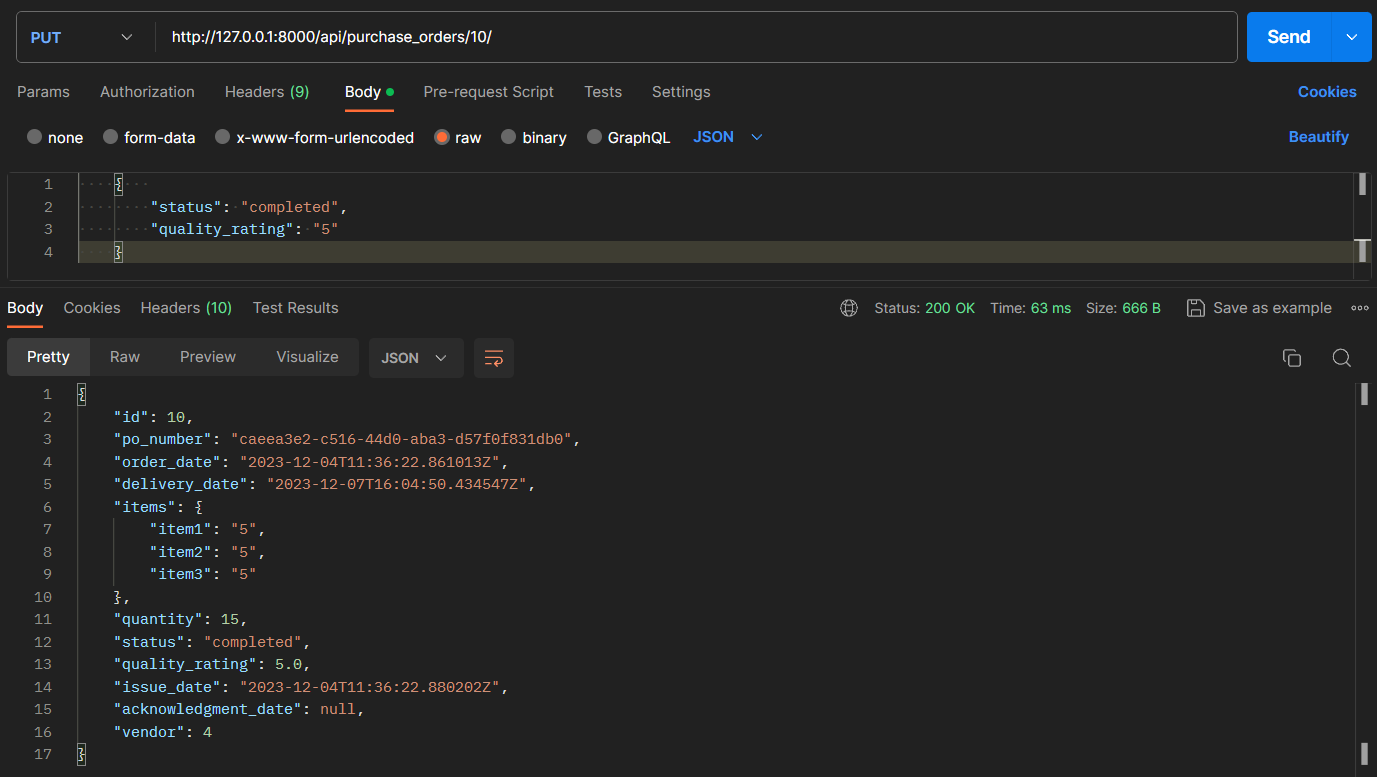 PUT http://127.0.0.1:8000/api/purchase_orders/10/ Send
Params Authorization Headers (9) Body Pre-request Script Tests Settings Cookies
none form-data x-www-form-urlencoded raw binary GraphQL JSON Beautify
1 {
2 "status": "completed",
3 "quality_rating": "5"
4 }
Body Cookies Headers (10) Test Results Status: 200 OK Time: 63 ms Size: 666 B Save as example
Pretty Raw Preview Visualize JSON
1 {
2 "id": 10,
3 "po_number": "caeea3e2-c516-44d0-aba3-d57f0f831db0",
4 "order_date": "2023-12-04T11:36:22.861013Z",
5 "delivery_date": "2023-12-07T16:04:50.434547Z",
6 "items": {
7 "item1": "5",
8 "item2": "5",
9 "item3": "5"
10 },
11 "quantity": 15,
12 "status": "completed",
13 "quality_rating": 5.0,
14 "issue_date": "2023-12-04T11:36:22.880202Z",
15 "acknowledgment_date": null,
16 "vendor": 4
17 }